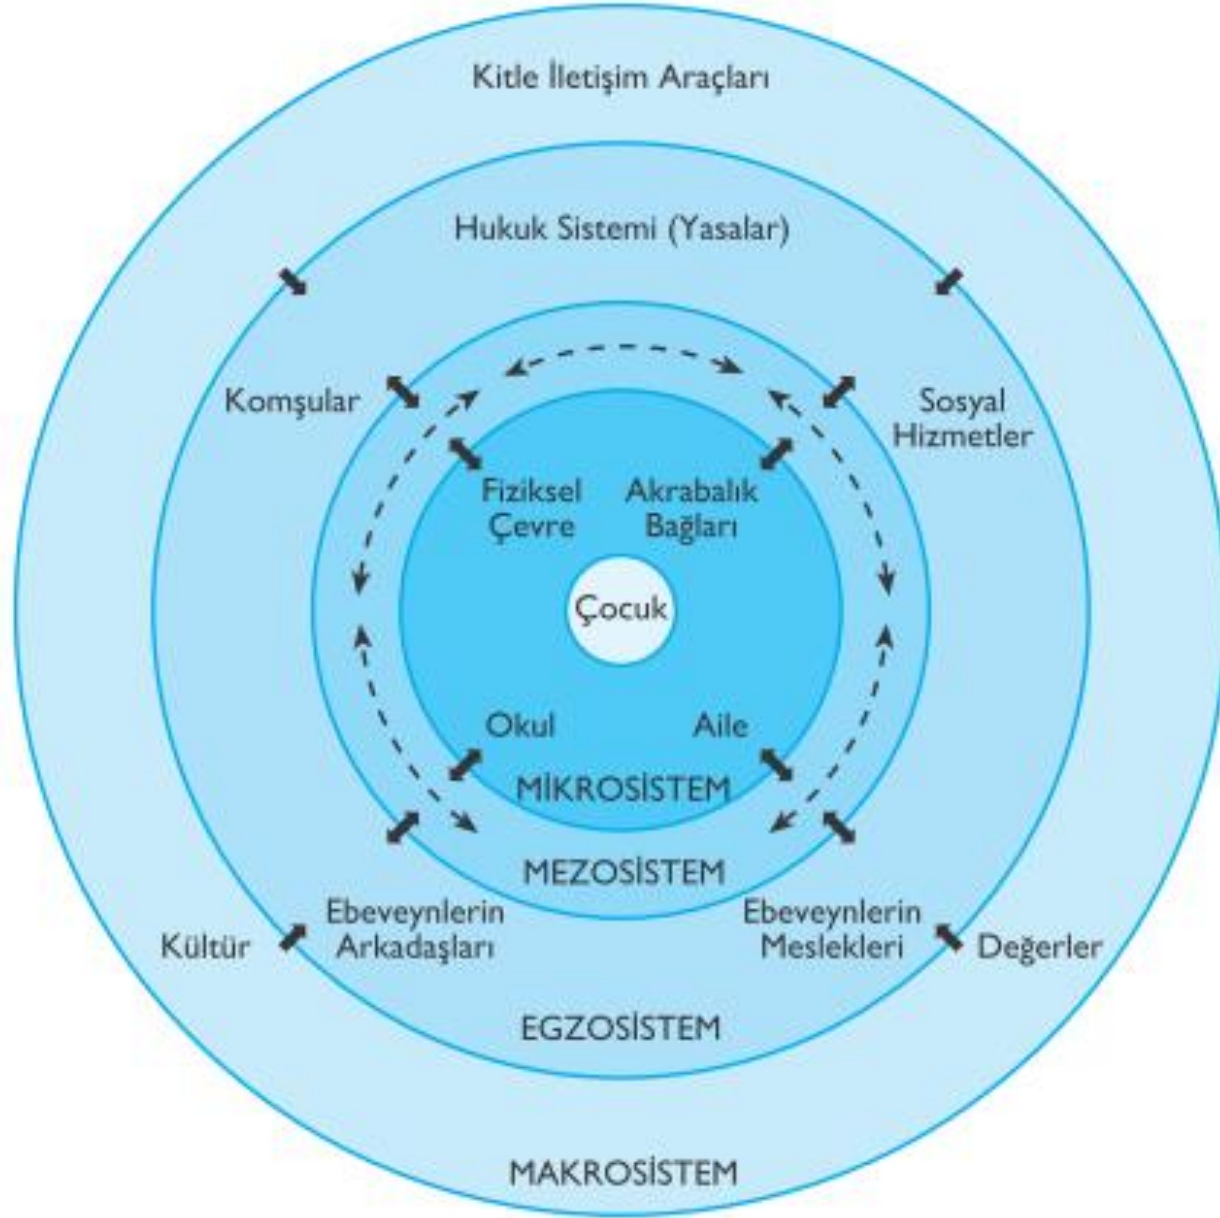 Kitle İletişim Araçları
Hukuk Sistemi (Yasalar)
Komşular
Sosyal
Hizmetler
Fiziksel
Çevre
Akrabalık
Bağları
Çocuk
Okul
Aile
MİKROSİSTEM
MEZOSİSTEM
Kültür
Ebeveynlerin
Arkadaşları
Ebeveynlerin
Meslekleri
Değerler
EGZOSİSTEM
MAKROSİSTEM